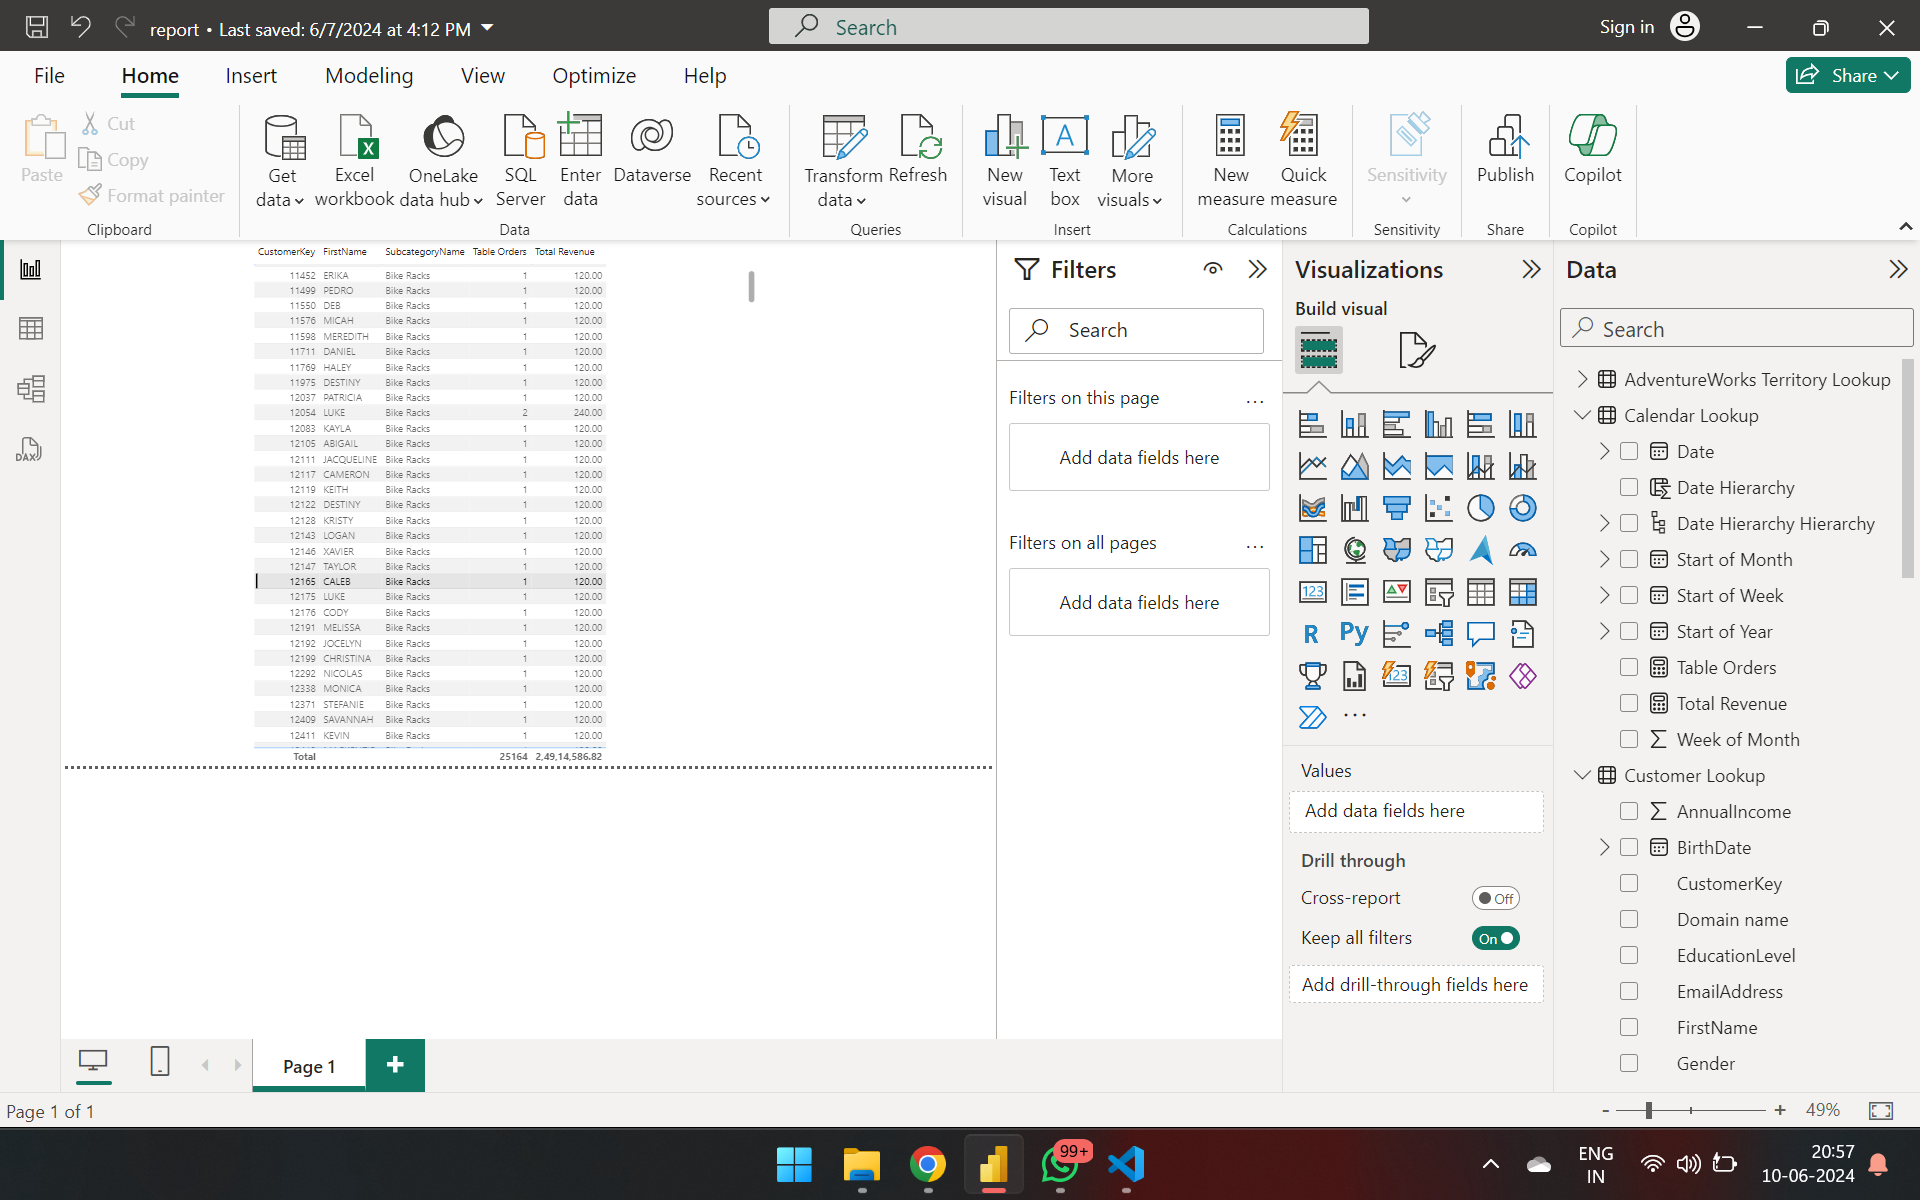 report • Last saved: 6/7/2024 at 4:12 PM
Search
Sign in
File Home Insert Modeling View Optimize Help
Share
Paste
Cut
Copy
Format painter
Clipboard
Get data
Excel workbook
OneLake data hub
SQL Server
Enter data
Dataverse
Recent sources
Data
Transform data
Refresh
Queries
New visual
Text box
More visuals
Insert
New measure
Quick measure
Calculations
Sensitivity
Sensitivity
Publish
Share
Copilot
Copilot
CustomerKey FirstName SubcategoryName Table Orders Total Revenue
11452 ERIKA Bike Racks 1 120.00
11499 PEDRO Bike Racks 1 120.00
11550 DEB Bike Racks 1 120.00
11576 MICAH Bike Racks 1 120.00
11598 MEREDITH Bike Racks 1 120.00
11711 DANIEL Bike Racks 1 120.00
11769 HALEY Bike Racks 1 120.00
11975 DESTINY Bike Racks 1 120.00
12037 PATRICIA Bike Racks 1 120.00
12054 LUKE Bike Racks 2 240.00
12083 KAYLA Bike Racks 1 120.00
12105 ABIGAIL Bike Racks 1 120.00
12111 JACQUELINE Bike Racks 1 120.00
12117 CAMERON Bike Racks 1 120.00
12119 KEITH Bike Racks 1 120.00
12122 DESTINY Bike Racks 1 120.00
12128 KRISTY Bike Racks 1 120.00
12143 LOGAN Bike Racks 1 120.00
12146 XAVIER Bike Racks 1 120.00
12147 TAYLOR Bike Racks 1 120.00
12165 CALEB Bike Racks 1 120.00
12175 LUKE Bike Racks 1 120.00
12176 CODY Bike Racks 1 120.00
12191 MELISSA Bike Racks 1 120.00
12192 JOCELYN Bike Racks 1 120.00
12199 CHRISTINA Bike Racks 1 120.00
12292 NICOLAS Bike Racks 1 120.00
12338 MONICA Bike Racks 1 120.00
12371 STEFANIE Bike Racks 1 120.00
12409 SAVANNAH Bike Racks 1 120.00
12411 KEVIN Bike Racks 1 120.00
Total 25164 2,49,14,586.82
Filters
Search
Filters on this page ...
Add data fields here
Filters on all pages ...
Add data fields here
Visualizations
Build visual
123
R Py
123
...
Values
Add data fields here
Drill through
Cross-report Off
Keep all filters On
Add drill-through fields here
Data
Search
AdventureWorks Territory Lookup
Calendar Lookup
Date
Date Hierarchy
Date Hierarchy Hierarchy
Start of Month
Start of Week
Start of Year
Table Orders
Total Revenue
Week of Month
Customer Lookup
AnnualIncome
BirthDate
CustomerKey
Domain name
EducationLevel
EmailAddress
FirstName
Gender
DAX
Page 1
+
Page 1 of 1
- + 49%
99+
ENG
IN
20:57
10-06-2024